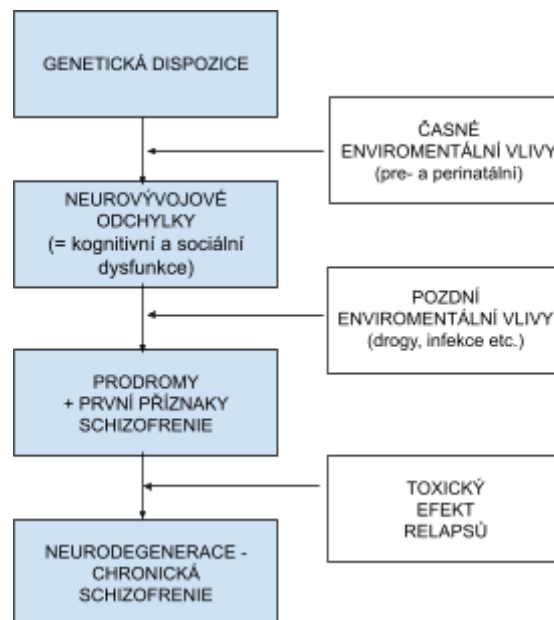 GENETICKÁ DISPOZICE
ČASNÉ
ENVIROMENTÁLNÍ VLIVY
(pre- a perinatální)
NEUROVÝVOJOVÉ
ODCHYLKY
(= kognitivní a sociální
dysfunkce)
POZDNÍ
ENVIROMENTÁLNÍ VLIVY
(drogy, infekce etc.)
PRODROMY
+ PRVNÍ PŘÍZNAKY
SCHIZOFRENIE
TOXICKÝ
EFEKT
RELAPSŮ
NEURODEGENERACE -
CHRONICKÁ
SCHIZOFRENIE